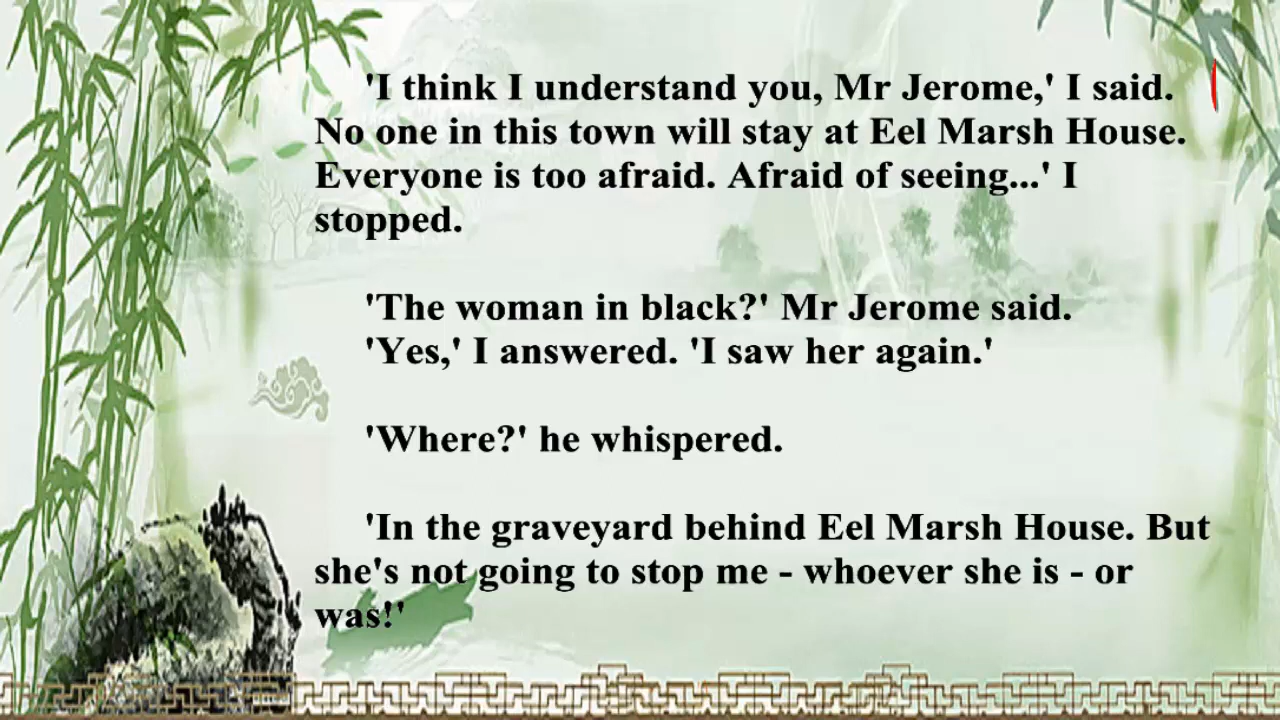 'I think I understand you, Mr Jerome,' I said.
No one in this town will stay at Eel Marsh House.
Everyone is too afraid. Afraid of seeing...' I
stopped.
'The woman in black?' Mr Jerome said.
'Yes,' I answered. 'I saw her again.'
'Where?' he whispered.
'In the graveyard behind Eel Marsh House. But
she's not going to stop me - whoever she is - or
was!'